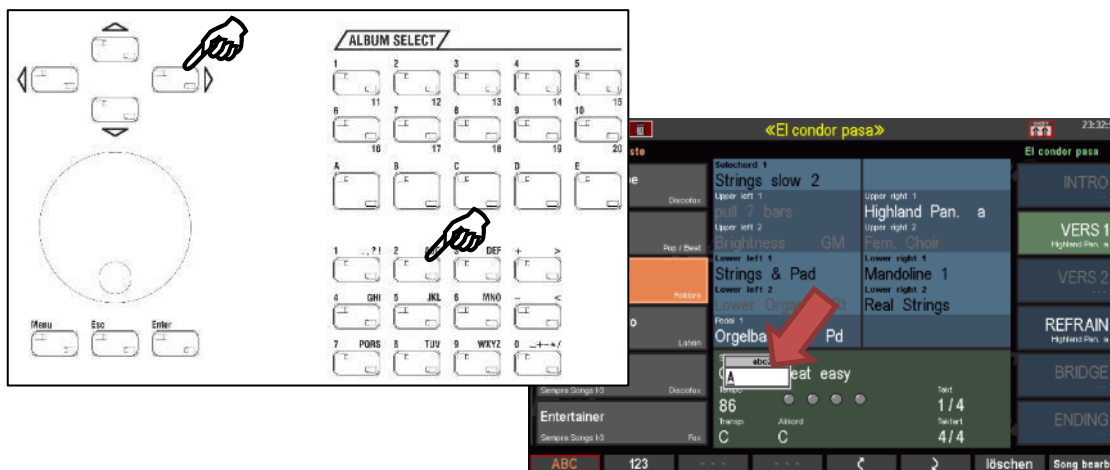 ALBUM SELECT
1 2 3 4 5
11 12 13 14 15
6 7 8 9 10
16 17 18 19 20
A B C D E
1 .,?! 2 ABC 3 DEF + >
4 GHI 5 JKL 6 MNO - <
7 PQRS 8 TUV 9 WXYZ 0 _+-*/
Menu Esc Enter
«El condor pasa»
23:32:
ste
El condor pasa
Solochord 1
Strings slow 2
Discofox
Upper left 1
pull 7 bars
Upper right 1
Highland Pan. a
Upper left 2
Brightness GM
Upper right 2
Fem. Choir
Pop / Beat
Lower left 1
Strings & Pad
Lower right 1
Mandoline 1
Folklore
Lower left 2
Lower Orga
Lower right 2
Real Strings
Pedal 1
Orgelba Pd
Latein
INTRO
VERS 1
Highland Pan. a
VERS 2
REFRAIN
Highland Pan. a
BRIDGE
ENDING
abc
A
eat easy
Tempo
86
Takt
1/4
Transp.
C
Akkord
C
Taktart
4/4
Sempre Songs 1-3
Discofox
Entertainer
Sempre Songs 1-3
Fox
ABC 123 - - - - - - löschen Song bearb